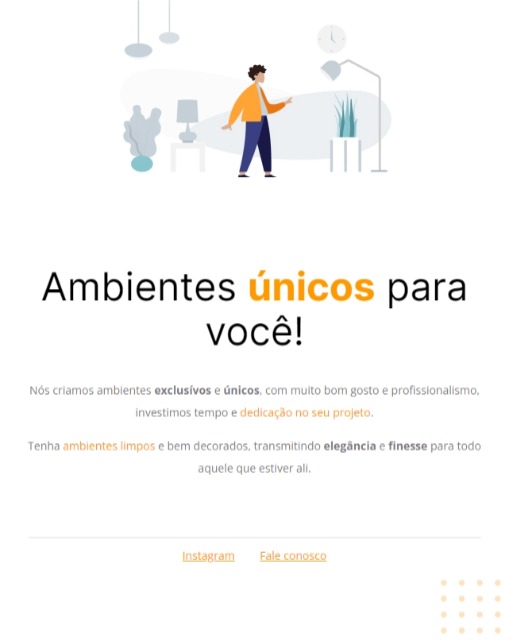 Ambientes únicos para
você!
Nós criamos ambientes exclusívos e únicos, com muito bom gosto e profissionalismo,
investimos tempo e dedicação no seu projeto.
Tenha ambientes limpos e bem decorados, transmitindo elegância e finesse para todo
aquele que estiver ali.
Instagram Fale conosco